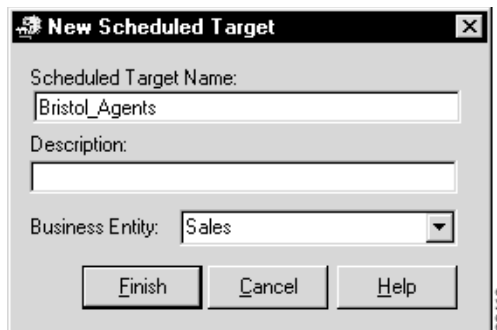 New Scheduled Target
Scheduled Target Name:
Bristol_Agents
Description:
Business Entity: Sales
Finish Cancel Help